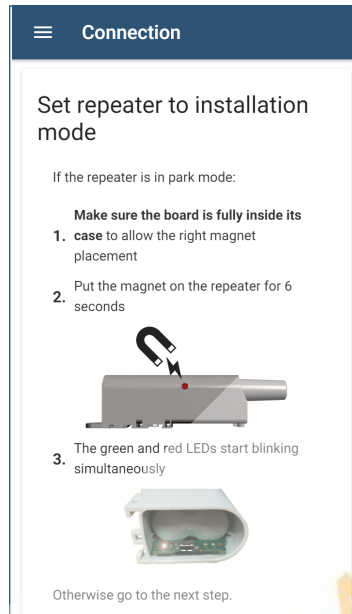 Connection
Set repeater to installation
mode
If the repeater is in park mode:
Make sure the board is fully inside its
1. case to allow the right magnet
placement
Put the magnet on the repeater for 6
2. seconds
The green and red LEDs start blinking
3. simultaneously
Otherwise go to the next step.